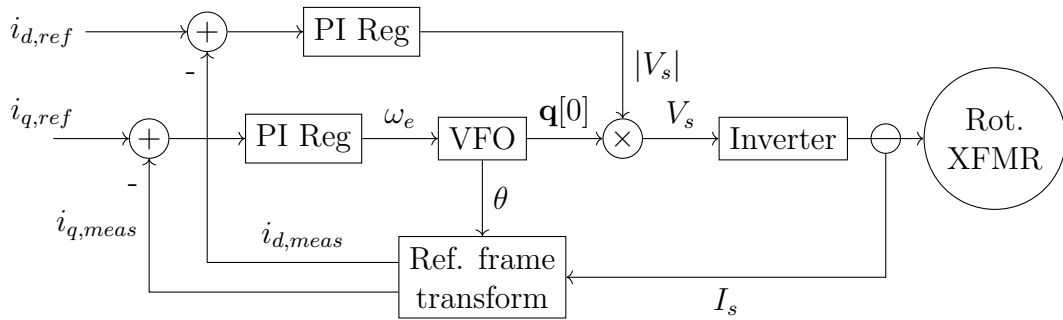 i_{d,ref}
+
PI Reg
-
|V_s|
i_{q,ref}
+
PI Reg
ω_e
VFO
q[0]
×
V_s
Inverter
Rot.
XFMR
-
θ
i_{q,meas}
i_{d,meas}
Ref. frame
transform
I_s